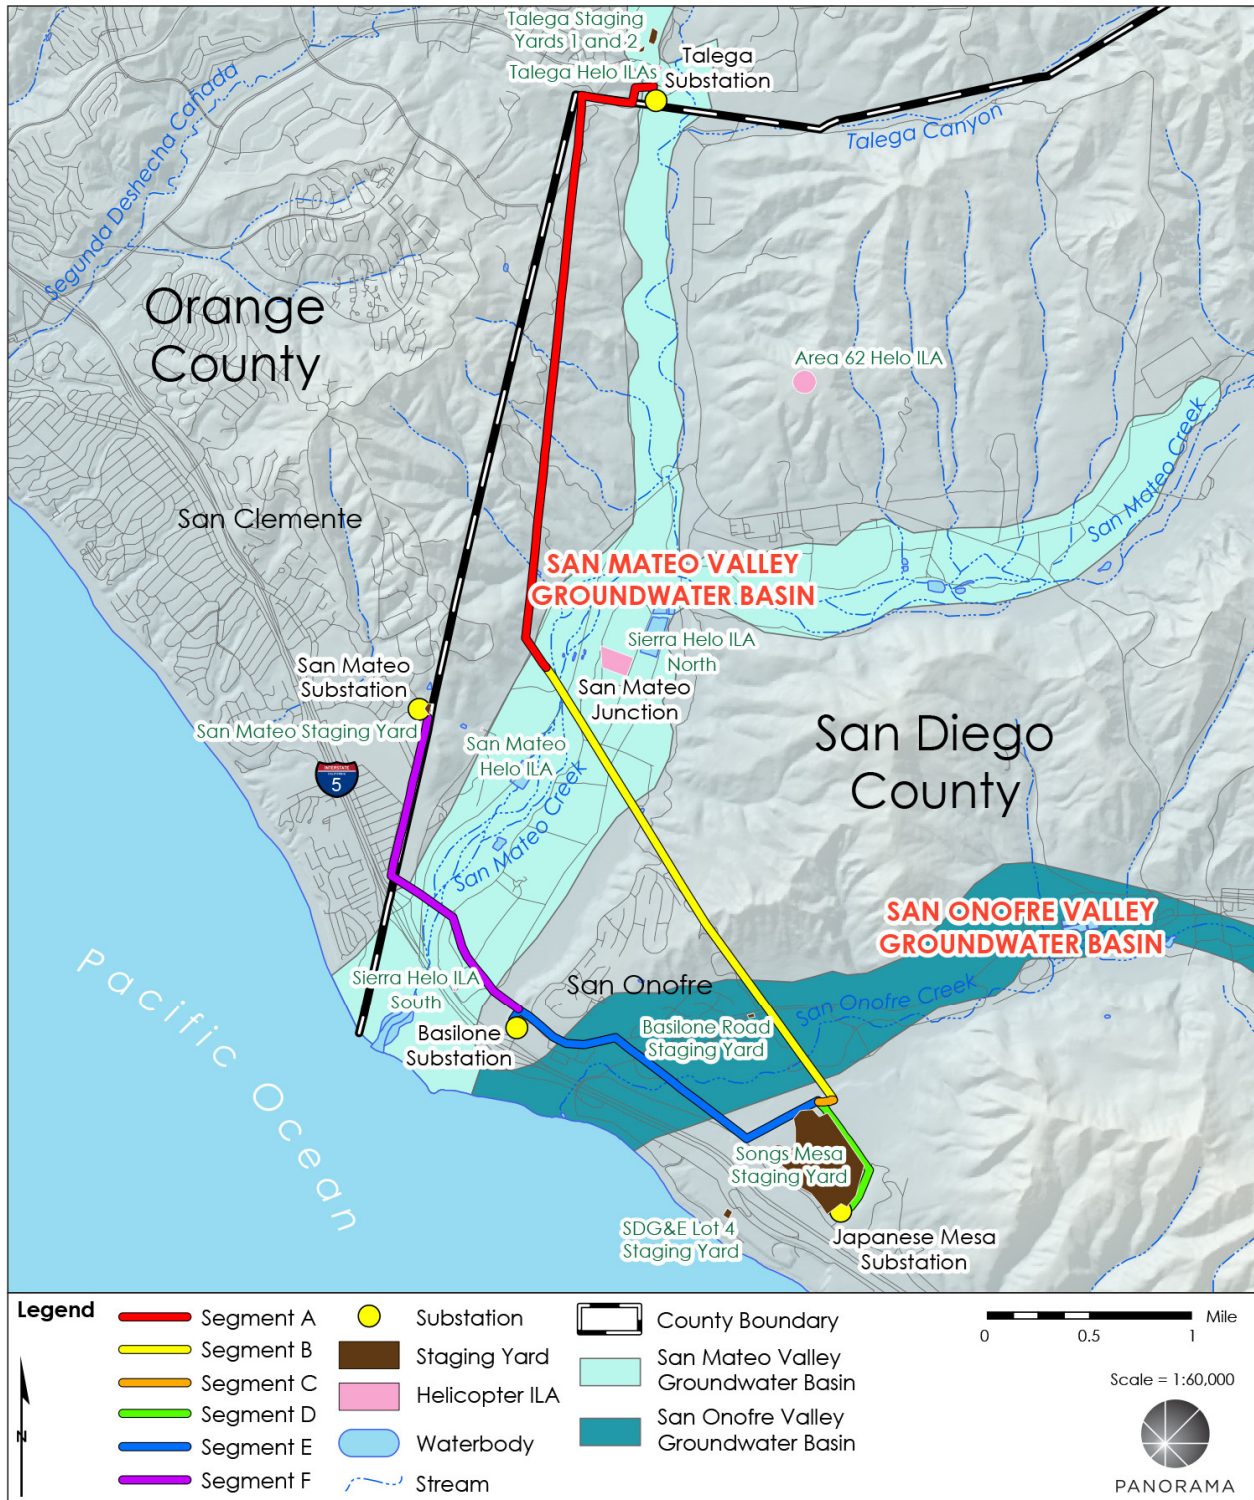 Talega Staging
Yards 1 and 2
Talega Helo ILAs
Talega
Substation
Talega Canyon
Segunda Deshecha Cañada
Orange
County
Area 62 Helo ILA
San Mateo Creek
San Clemente
SAN MATEO VALLEY
GROUNDWATER BASIN
Sierra Helo ILA
North
San Mateo
Junction
San Mateo
Substation
San Mateo Staging Yard
San Mateo
Helo ILA
San Diego
County
INTERSTATE
CALIFORNIA
5
San Mateo Creek
SAN ONOFRE VALLEY
GROUNDWATER BASIN
San Onofre
San Onofre Creek
Sierra Helo ILA
South
Basilone Road
Staging Yard
Basilone
Substation
Pacific Ocean
Songs Mesa
Staging Yard
SDG&E Lot 4
Staging Yard
Japanese Mesa
Substation
Legend
Segment A
Segment B
Segment C
Segment D
Segment E
Segment F
Substation
Staging Yard
Helicopter ILA
Waterbody
Stream
County Boundary
San Mateo Valley
Groundwater Basin
San Onofre Valley
Groundwater Basin
Mile
0 0.5 1
Scale = 1:60,000
N
PANORAMA